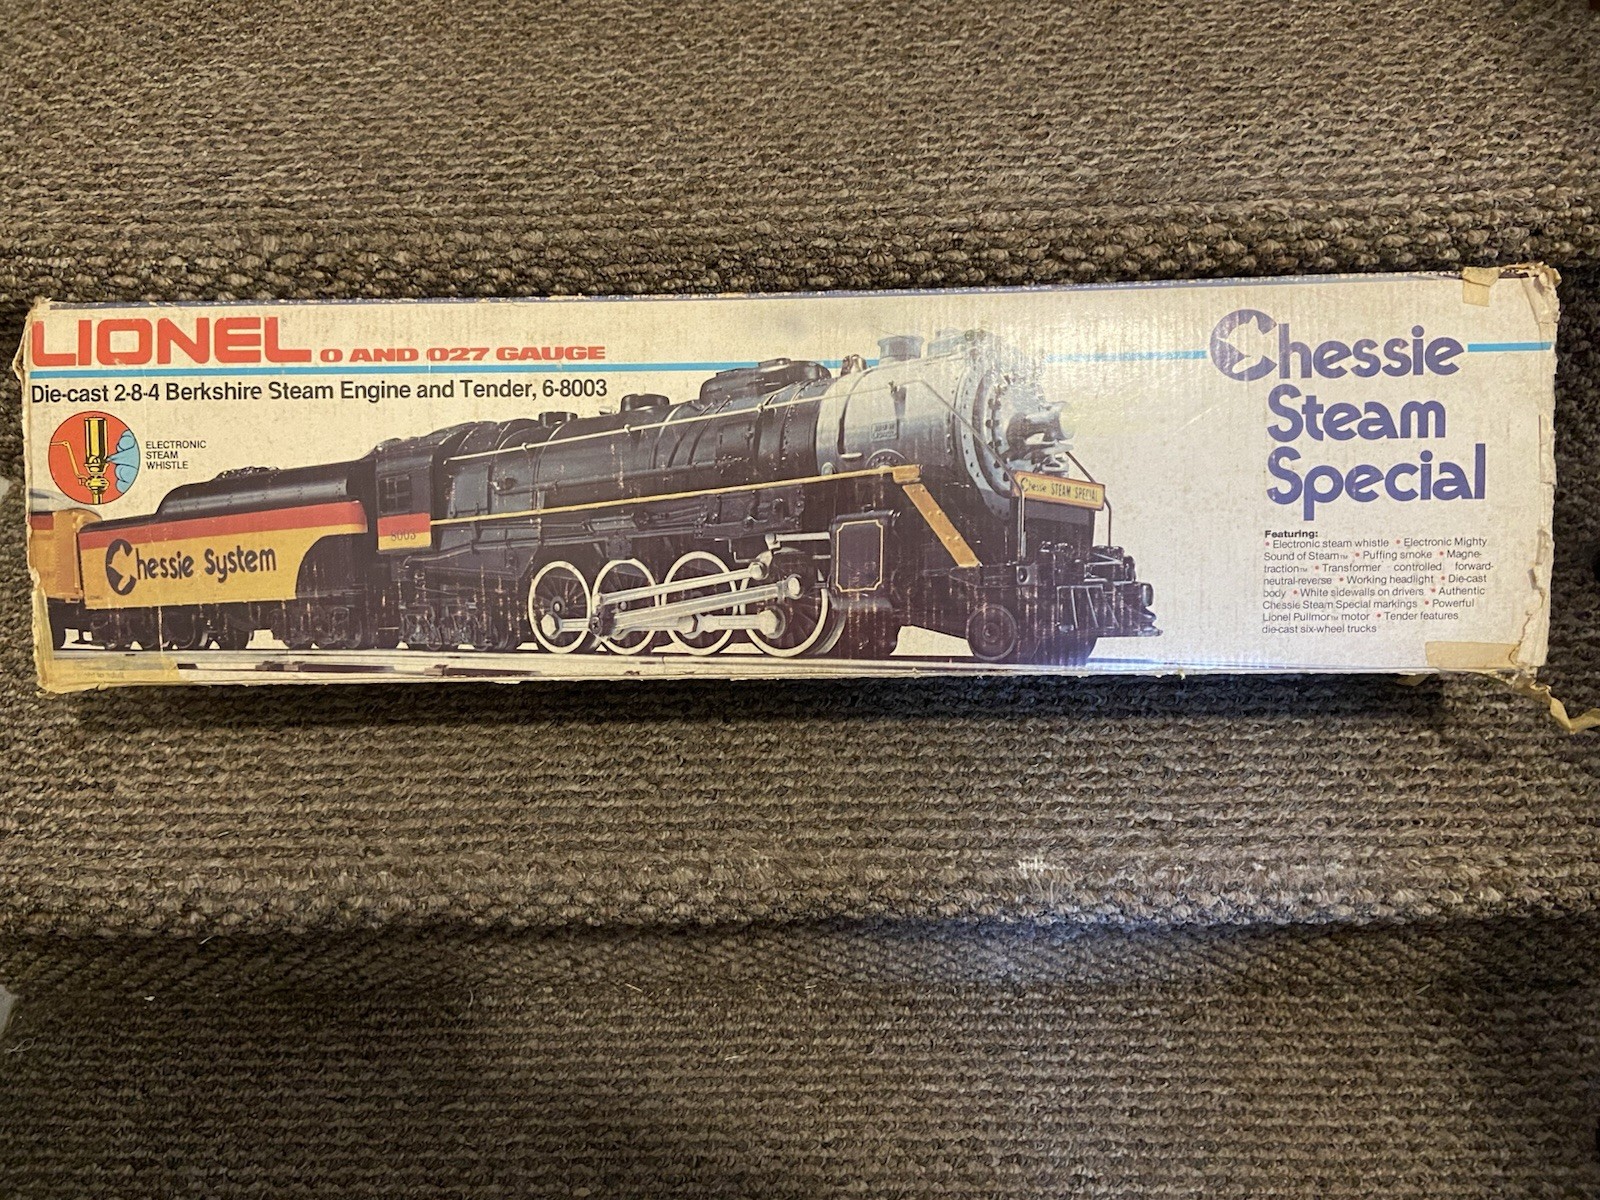 LIONEL O AND O27 GAUGE
Die-cast 2-8-4 Berkshire Steam Engine and Tender, 6-8003
ELECTRONIC
STEAM
WHISTLE
Chessie System
8003
Chessie STEAM SPECIAL
Chessie
Steam
Special
Featuring:
• Electronic steam whistle • Electronic Mighty
Sound of Steam™ • Puffing smoke • Magne-
traction™ • Transformer controlled forward-
neutral-reverse • Working headlight • Die-cast
body • White sidewalls on drivers • Authentic
Chessie Steam Special markings • Powerful
Lionel Pullmor™ motor • Tender features
die-cast six-wheel trucks